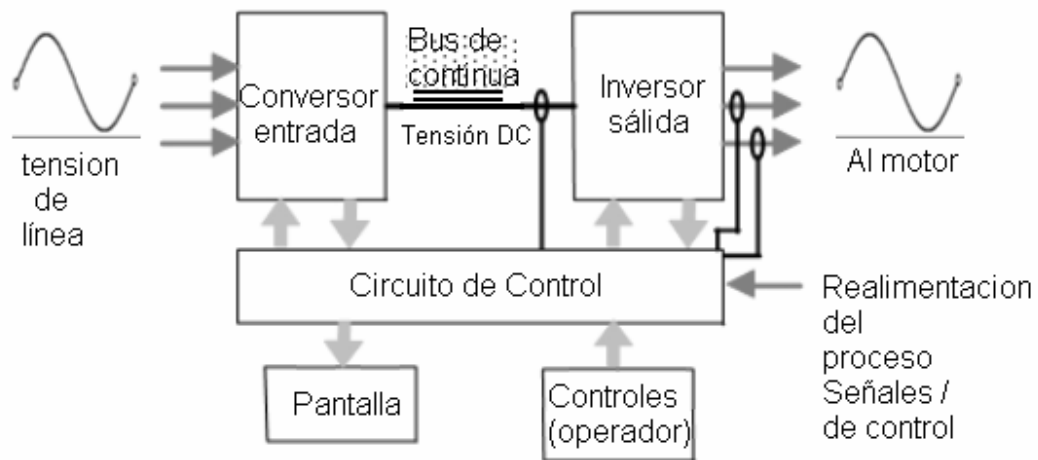 tension
de
línea
Conversor
entrada
Bus de
contínua
Tensión DC
Inversor
sálida
Al motor
Circuito de Control
Realimentacion
del
proceso
Señales /
de control
Pantalla
Controles
(operador)